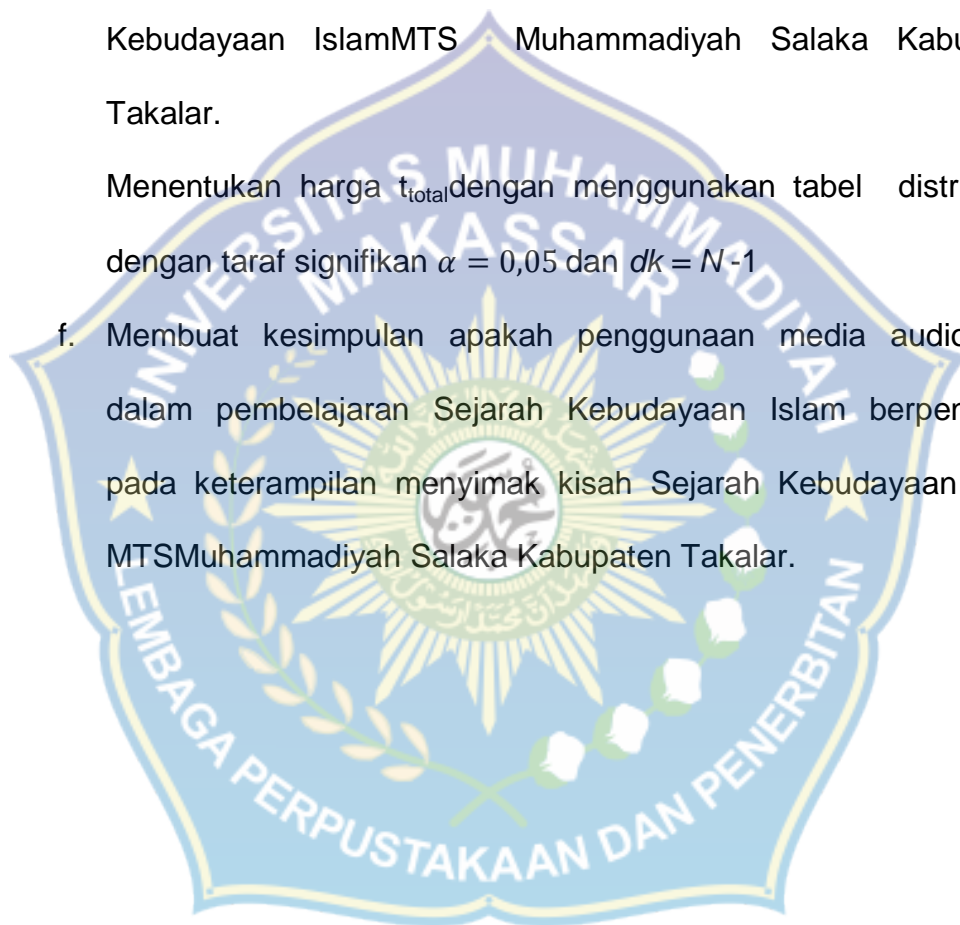 Kebudayaan IslamMTS Muhammadiyah Salaka Kabu
Takalar.
Menentukan harga t_total dengan menggunakan tabel distr
dengan taraf signifikan α = 0,05 dan dk = N -1
f. Membuat kesimpulan apakah penggunaan media audio
dalam pembelajaran Sejarah Kebudayaan Islam berpen
pada keterampilan menyimak kisah Sejarah Kebudayaan
MTSMuhammadiyah Salaka Kabupaten Takalar.
UNIVERSITAS MUHAMMADIYAH
MAKASSAR
LEMBAGA PERPUSTAKAAN DAN PENERBITAN